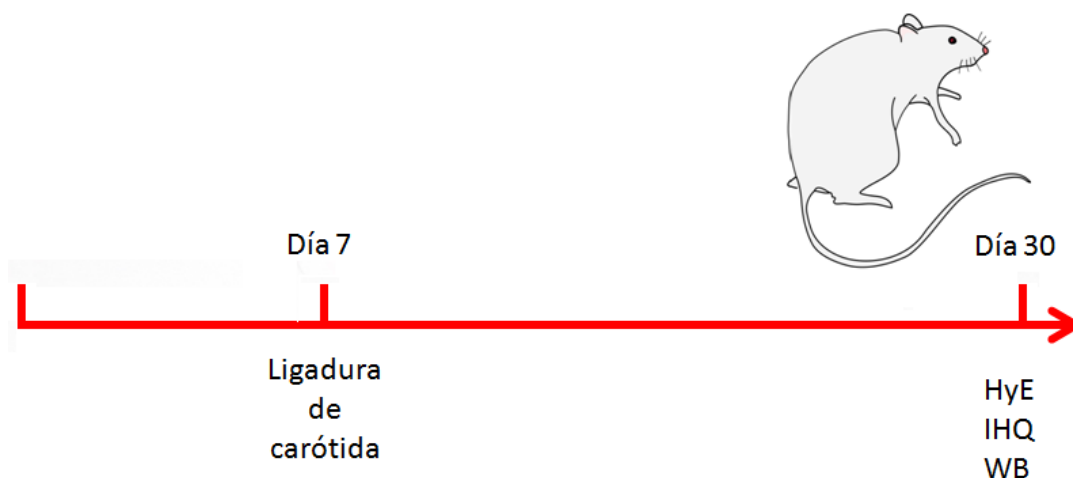 Día 7
Día 30
Ligadura
de
carótida
HyE
IHQ
WB